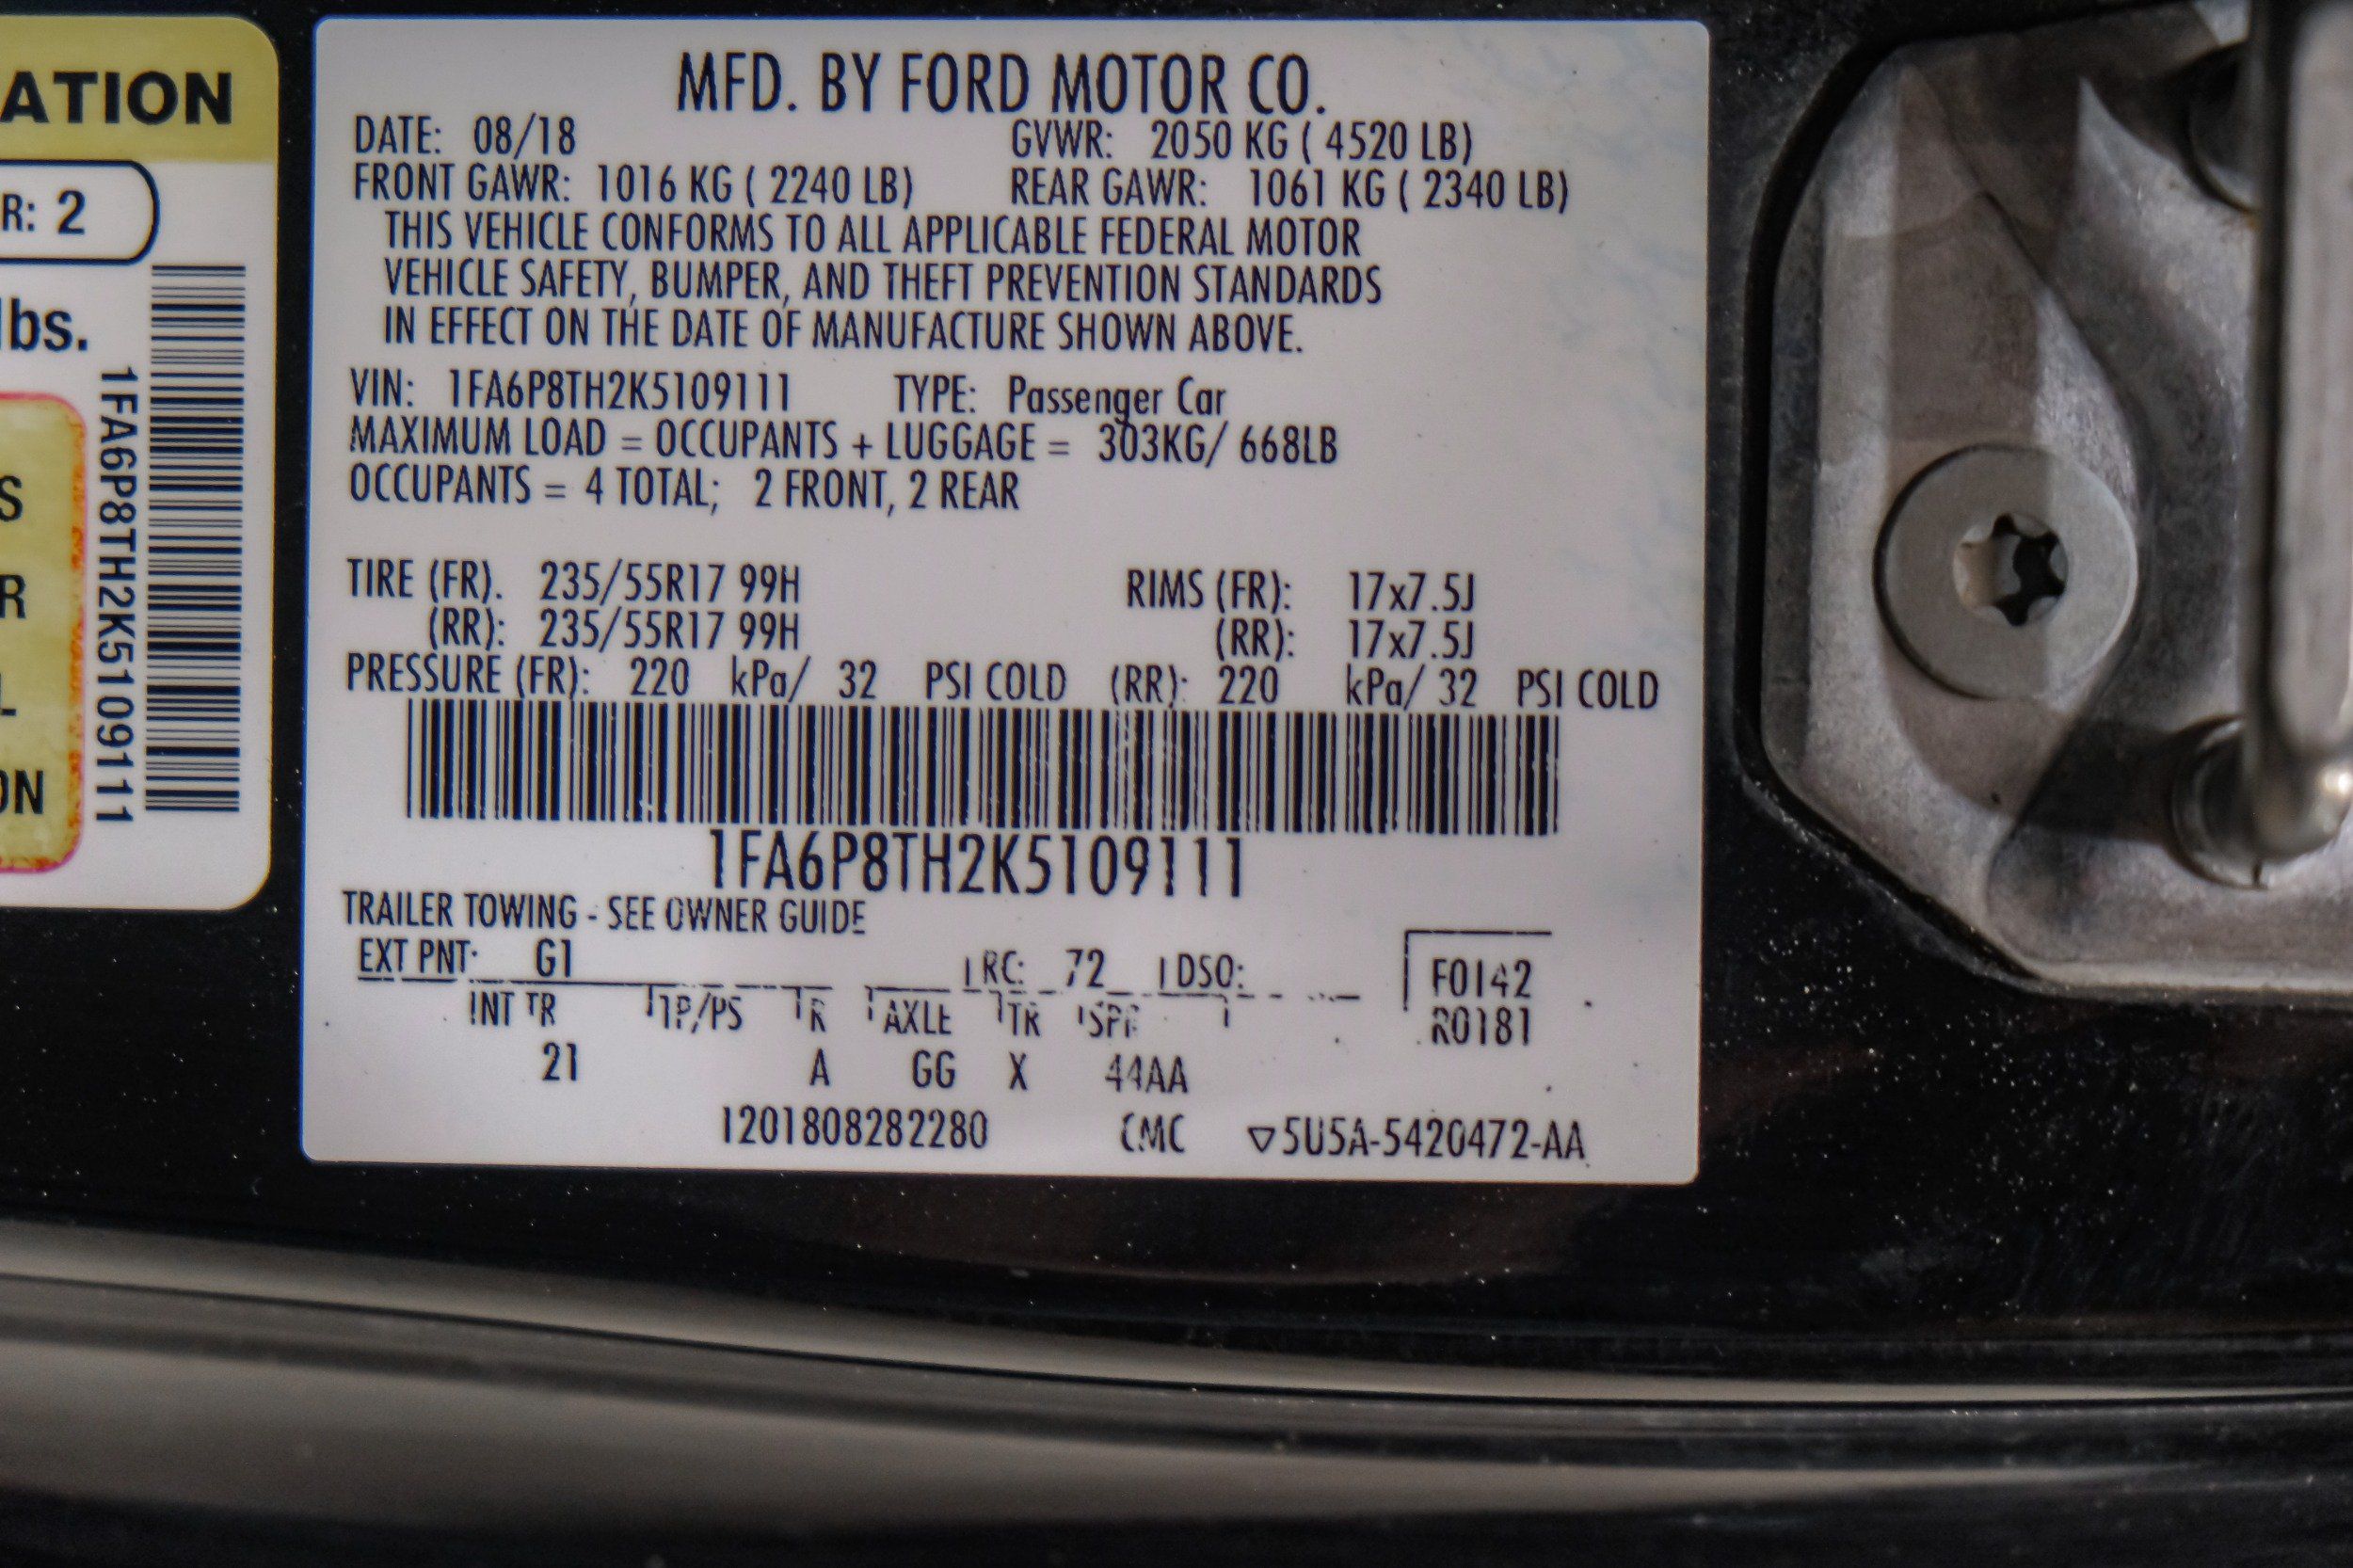 ATION
R: 2
lbs.
1FA6P8TH2K5109111
S
R
L
ON
MFD. BY FORD MOTOR CO.
DATE: 08/18 GVWR: 2050 KG ( 4520 LB)
FRONT GAWR: 1016 KG ( 2240 LB) REAR GAWR: 1061 KG ( 2340 LB)
THIS VEHICLE CONFORMS TO ALL APPLICABLE FEDERAL MOTOR
VEHICLE SAFETY, BUMPER, AND THEFT PREVENTION STANDARDS
IN EFFECT ON THE DATE OF MANUFACTURE SHOWN ABOVE.
VIN: 1FA6P8TH2K5109111 TYPE: Passenger Car
MAXIMUM LOAD = OCCUPANTS + LUGGAGE = 303KG/ 668LB
OCCUPANTS = 4 TOTAL; 2 FRONT, 2 REAR
TIRE (FR). 235/55R17 99H RIMS (FR): 17x7.5J
(RR): 235/55R17 99H (RR): 17x7.5J
PRESSURE (FR): 220 kPa/ 32 PSI COLD (RR): 220 kPa/ 32 PSI COLD
1FA6P8TH2K5109111
TRAILER TOWING - SEE OWNER GUIDE
EXT PNT: G1 RC: 72 DSO: F0142
INT TR TP/PS R AXLE TR SPR R0181
21 A GG X 44AA
1201808282280 CMC ▽5U5A-5420472-AA